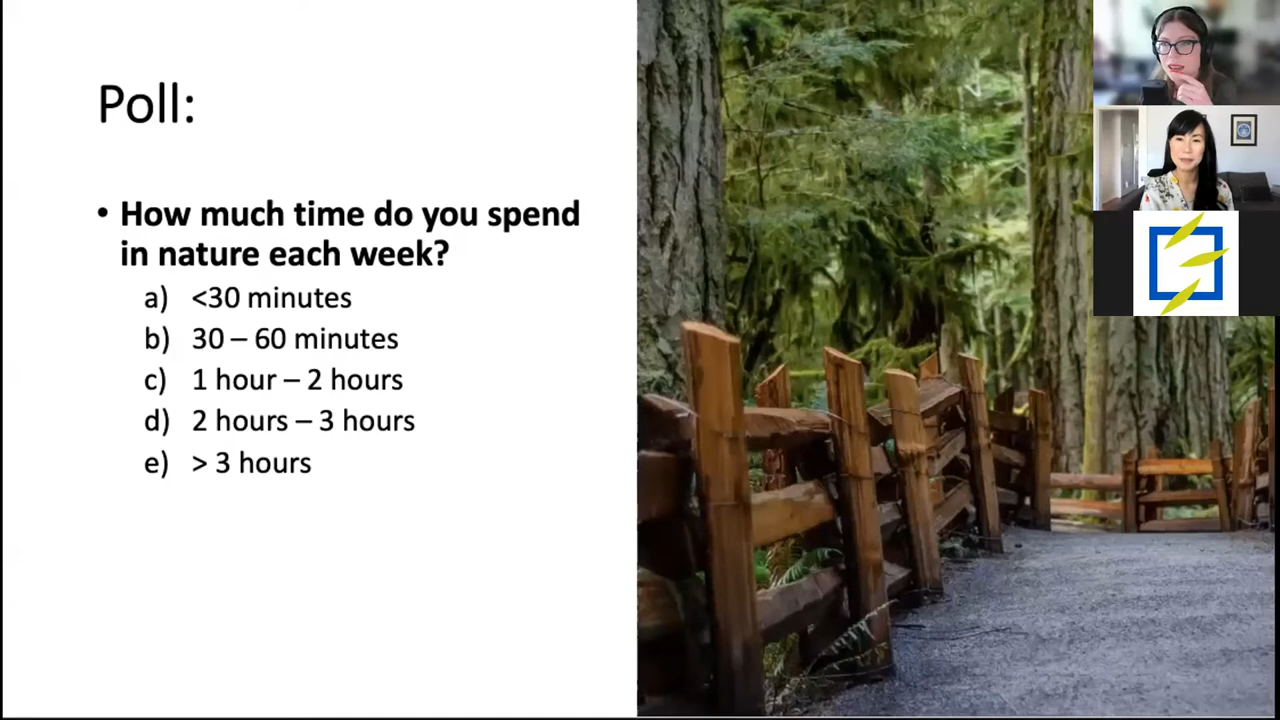 Poll:
• How much time do you spend
in nature each week?
a) <30 minutes
b) 30 – 60 minutes
c) 1 hour – 2 hours
d) 2 hours – 3 hours
e) > 3 hours